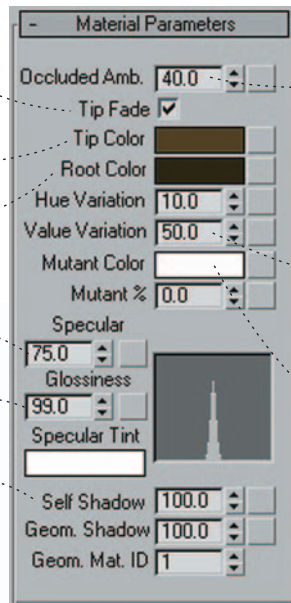 - Material Parameters
Occluded Amb. 40.0
Tip Fade
Tip Color
Root Color
Hue Variation 10.0
Value Variation 50.0
Mutant Color
Mutant % 0.0
Specular
75.0
Glossiness
99.0
Specular Tint
Self Shadow 100.0
Geom. Shadow 100.0
Geom. Mat. ID 1